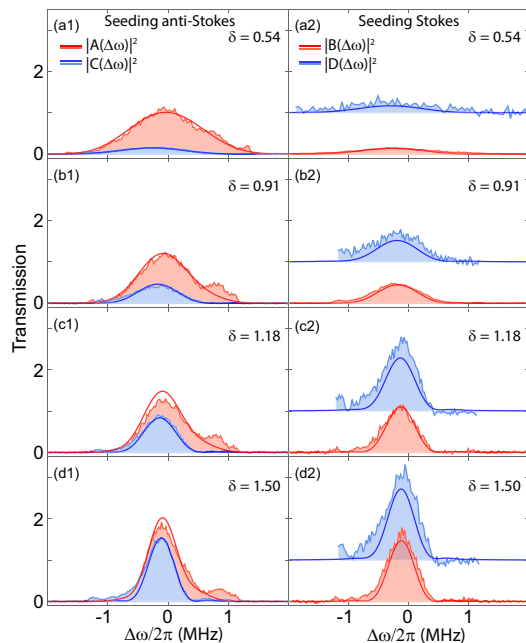 Seeding anti-Stokes
Seeding Stokes
(a1)
|A(Δω)|²
|C(Δω)|²
δ = 0.54
(a2)
|B(Δω)|²
|D(Δω)|²
δ = 0.54
2
0
(b1)
δ = 0.91
(b2)
δ = 0.91
2
0
(c1)
δ = 1.18
(c2)
δ = 1.18
2
0
(d1)
δ = 1.50
(d2)
δ = 1.50
2
0
Transmission
-1 0 1
-1 0 1
Δω/2π (MHz)
Δω/2π (MHz)